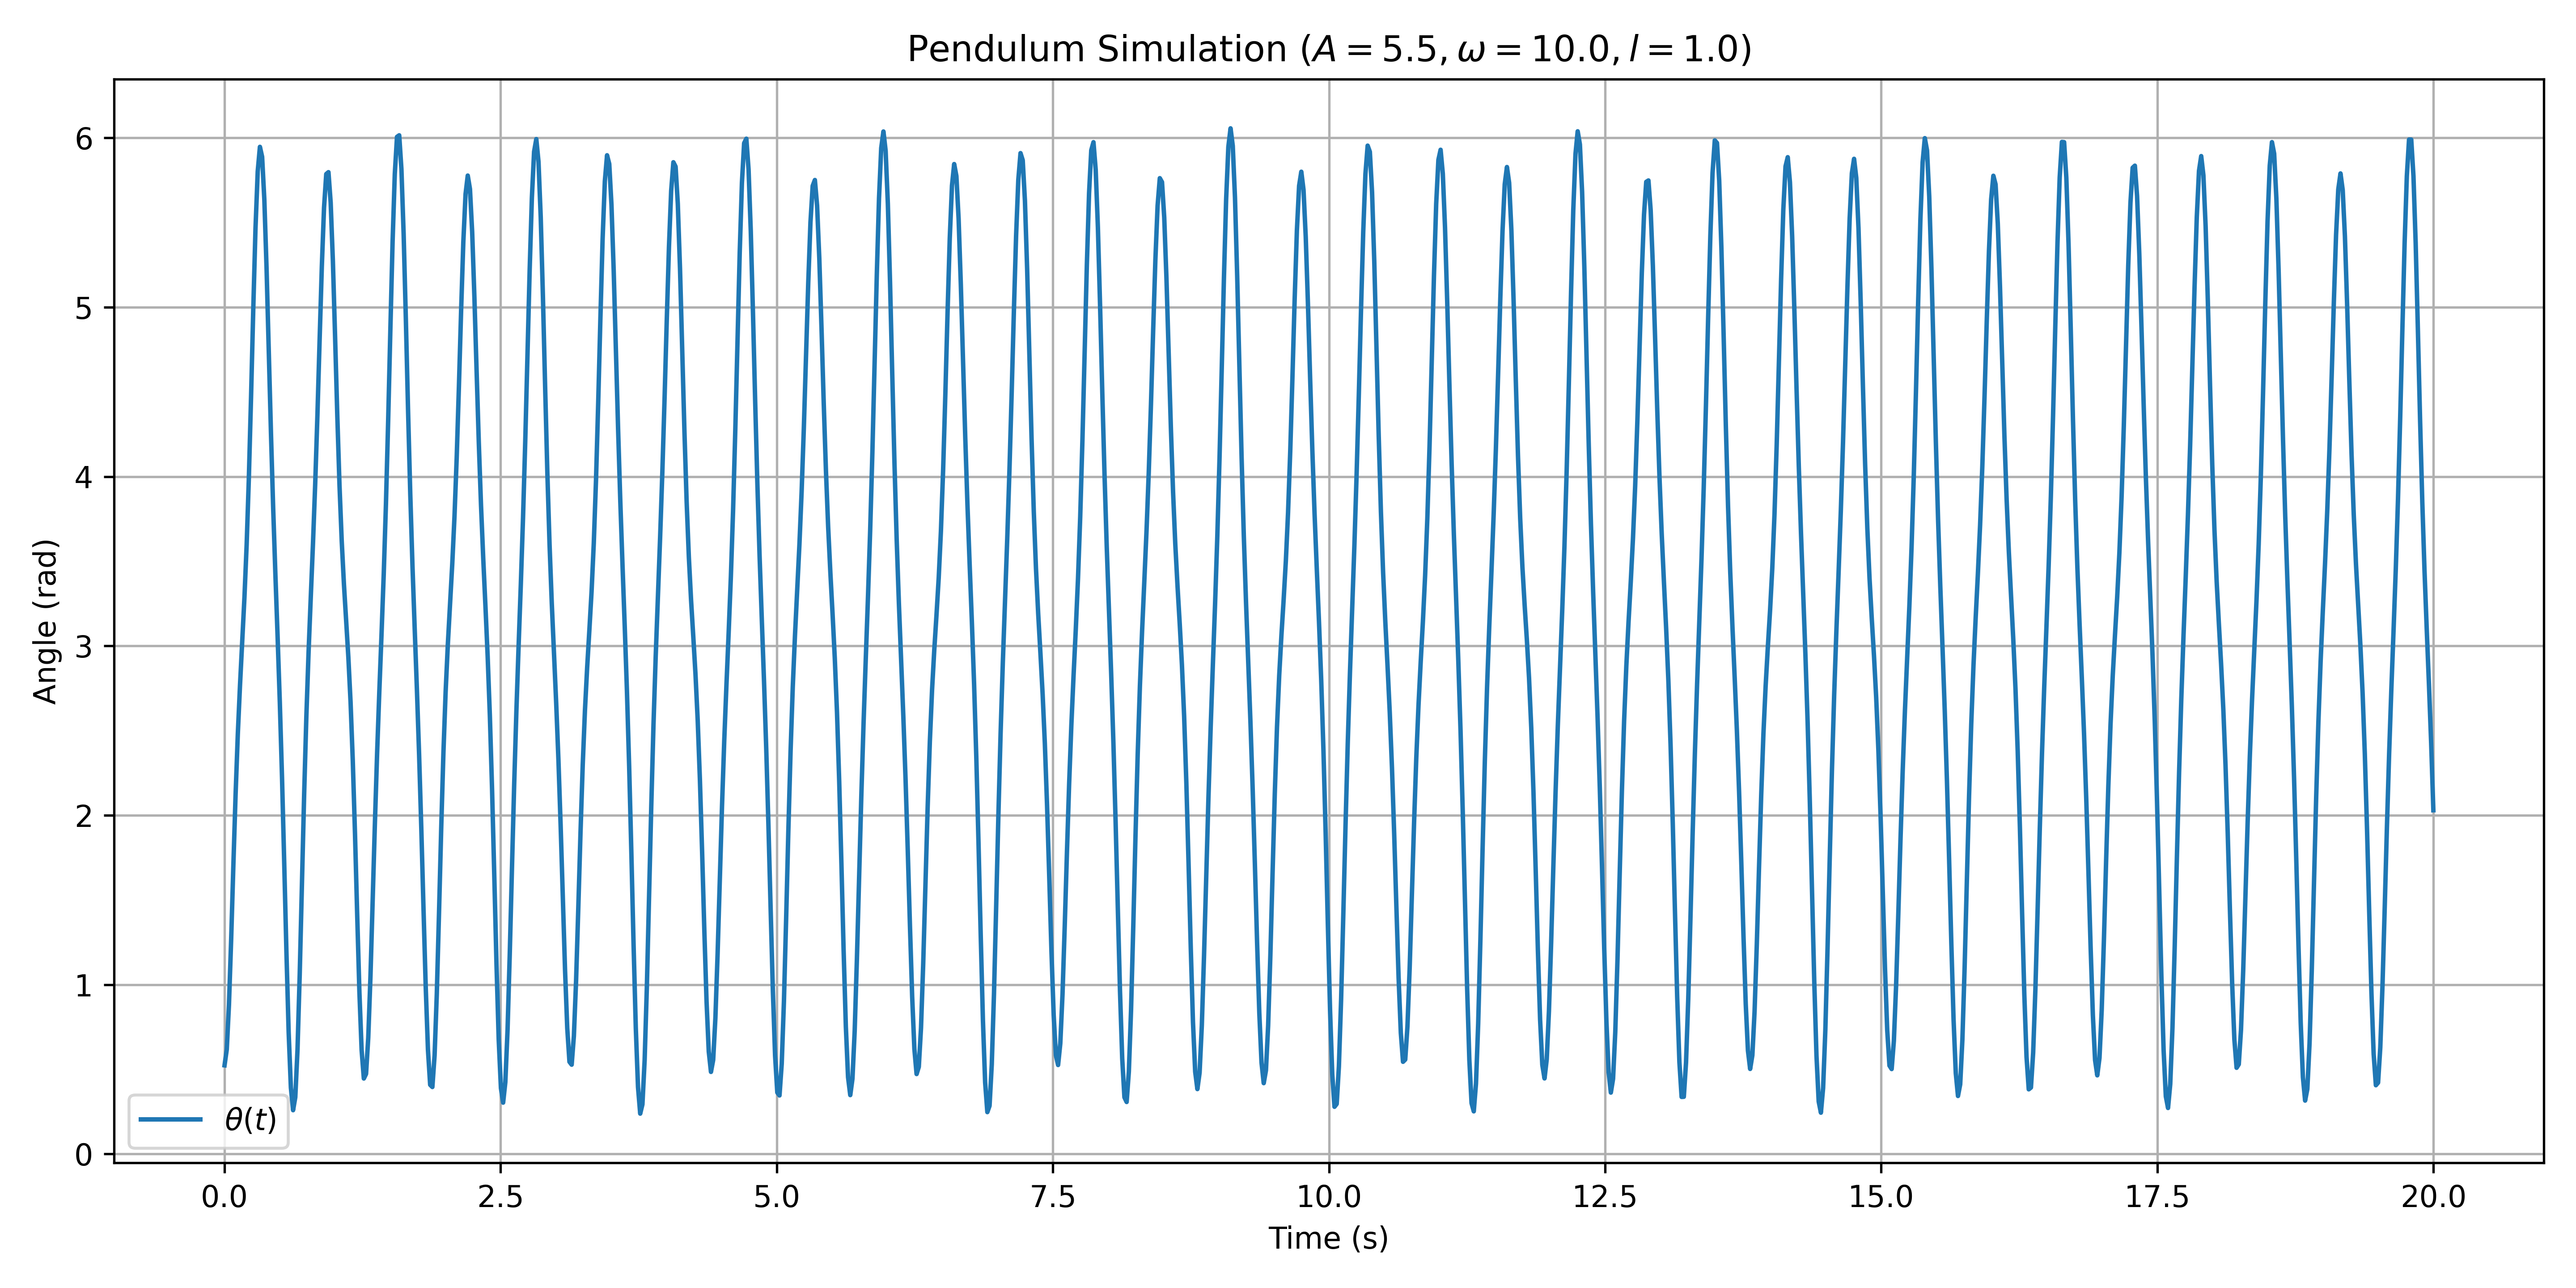 Pendulum Simulation (A = 5.5, ω = 10.0, l = 1.0)
6
5
4
3
2
1
0
Angle (rad)
θ(t)
0.0 2.5 5.0 7.5 10.0 12.5 15.0 17.5 20.0
Time (s)